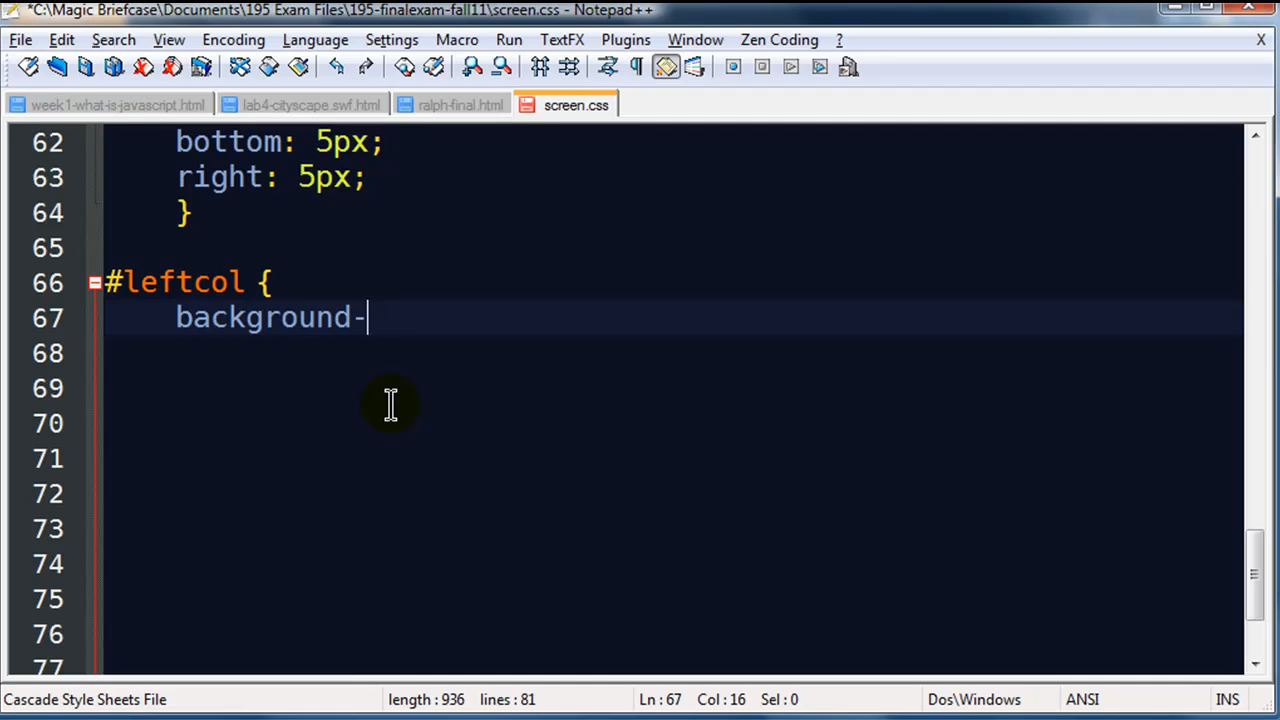 *C:\Magic Briefcase\Documents\195 Exam Files\195-finalexam-fall11\screen.css - Notepad++
File Edit Search View Encoding Language Settings Macro Run TextFX Plugins Window Zen Coding ? X
week1-what-is-javascript.html lab4-cityscape.swf.html ralph-final.html screen.css
62 bottom: 5px;
63 right: 5px;
64 }
65
66 #leftcol {
67 background-
68
69
70
71
72
73
74
75
76
77
Cascade Style Sheets File length : 936 lines : 81 Ln : 67 Col : 16 Sel : 0 Dos\Windows ANSI INS